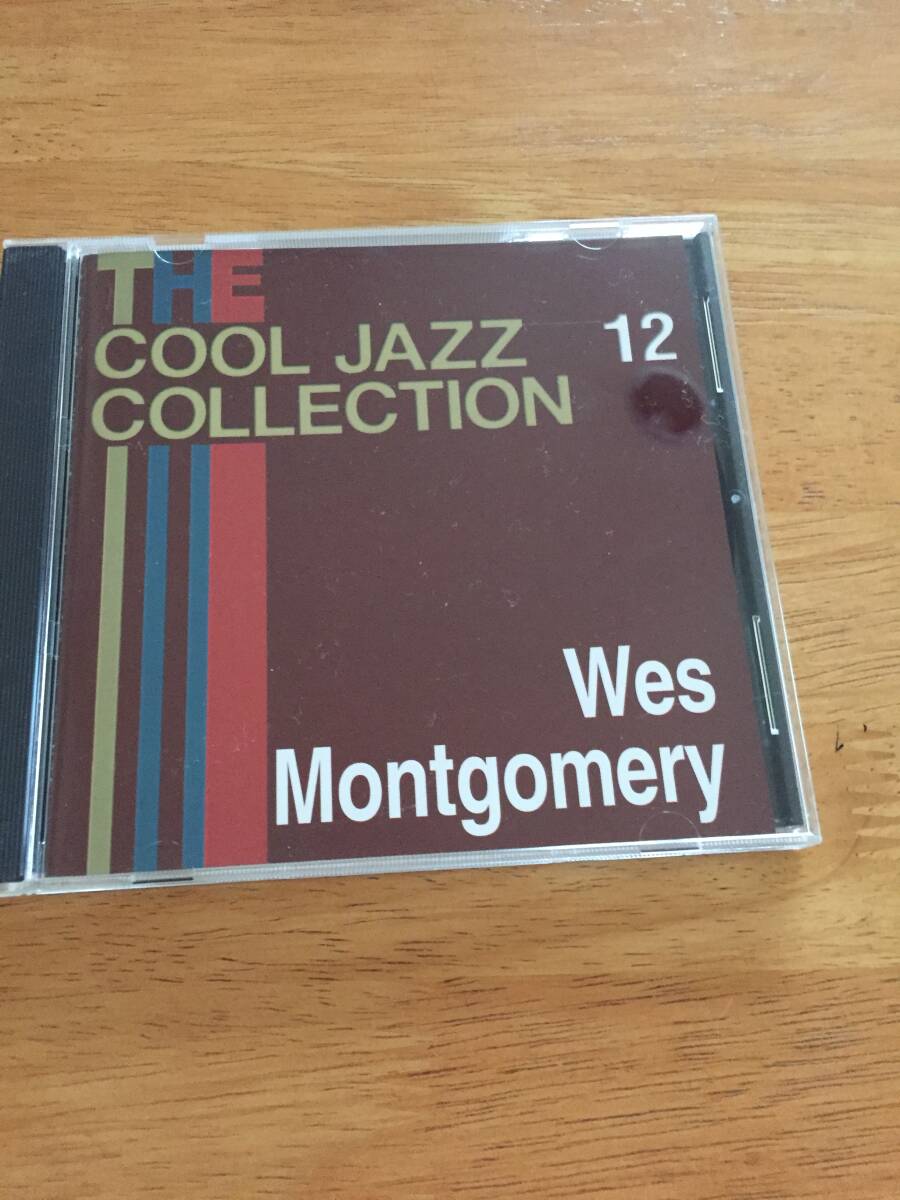 THE
COOL JAZZ
COLLECTION
12
Wes
Montgomery